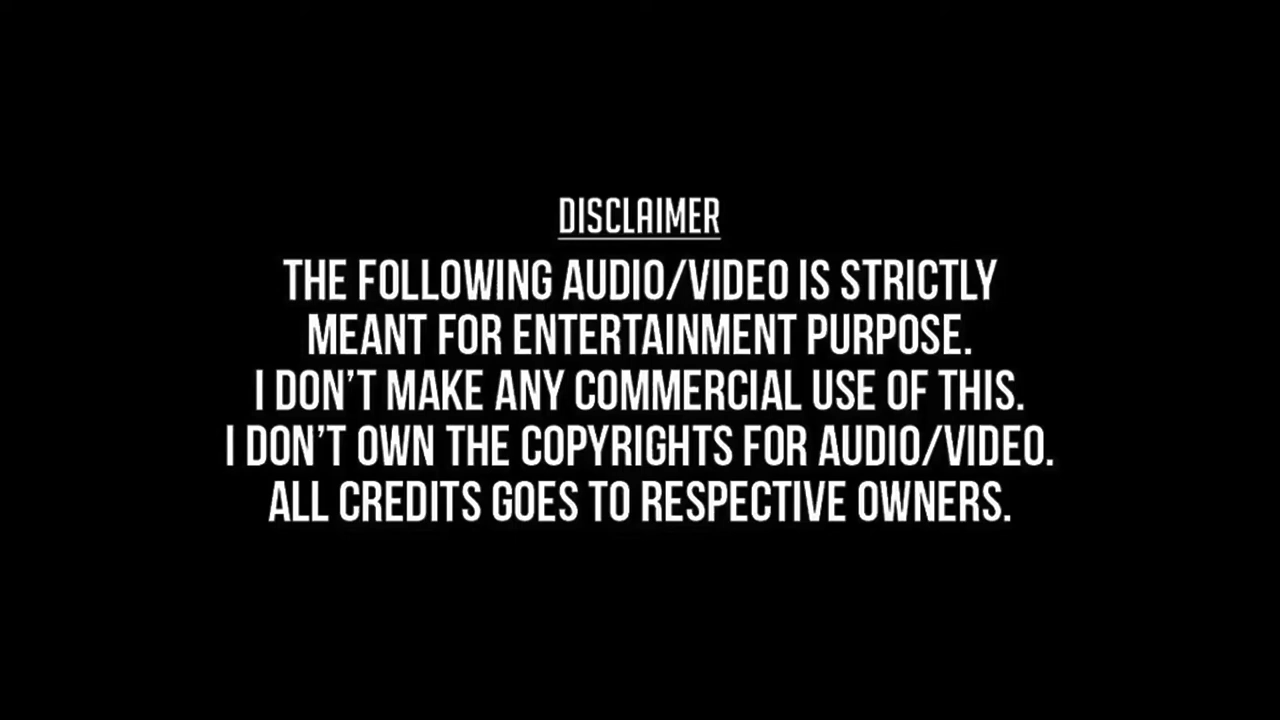 DISCLAIMER
THE FOLLOWING AUDIO/VIDEO IS STRICTLY
MEANT FOR ENTERTAINMENT PURPOSE.
I DON’T MAKE ANY COMMERCIAL USE OF THIS.
I DON’T OWN THE COPYRIGHTS FOR AUDIO/VIDEO.
ALL CREDITS GOES TO RESPECTIVE OWNERS.